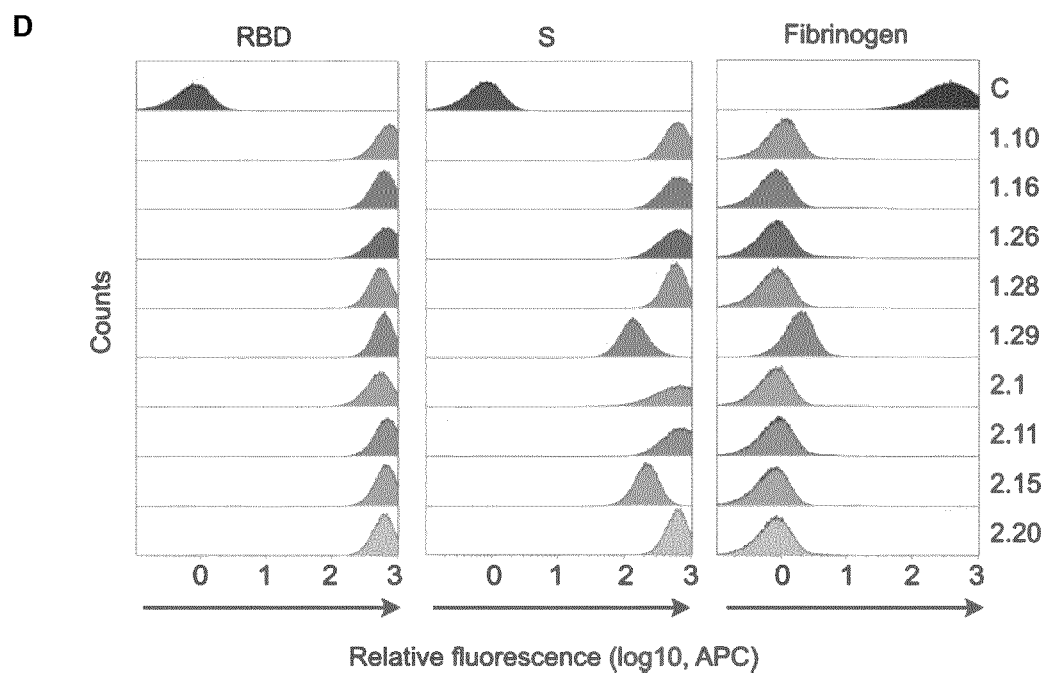 D
RBD S Fibrinogen
C
1.10
1.16
1.26
1.28
1.29
2.1
2.11
2.15
2.20
Counts
0 1 2 3 0 1 2 3 0 1 2 3
Relative fluorescence (log10, APC)